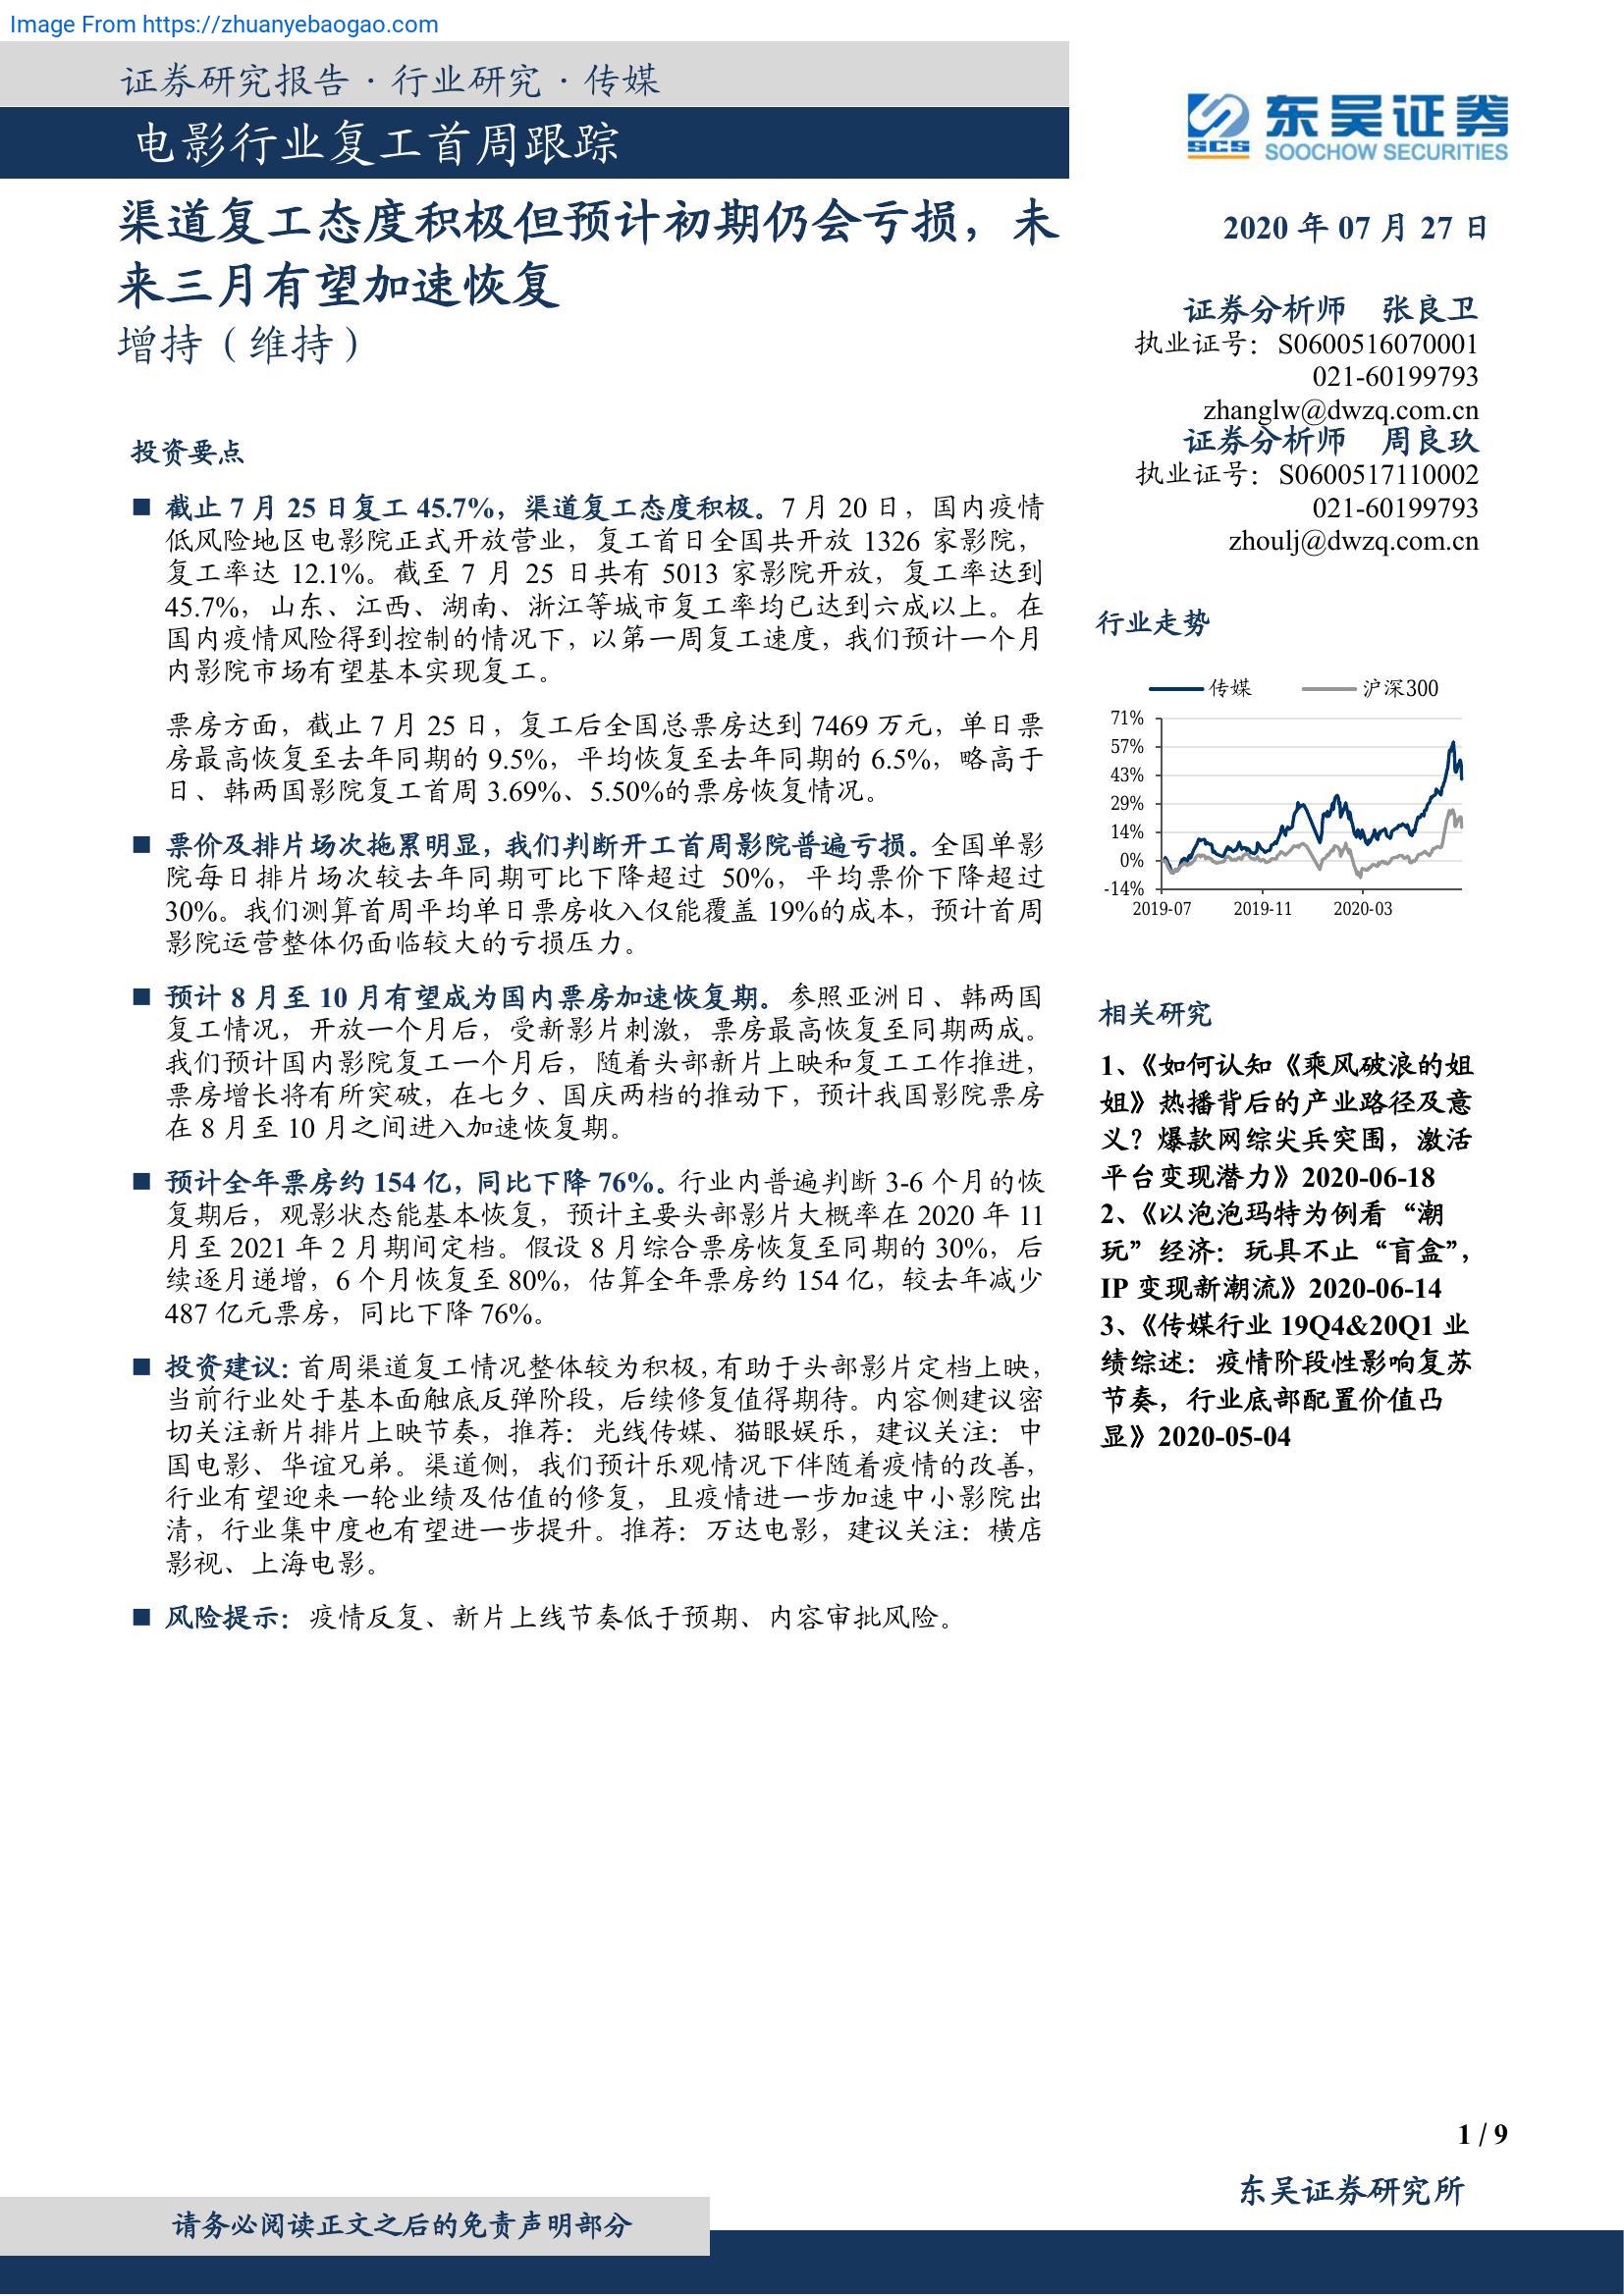 Image From https://zhuanyebaogao.com
证券研究报告·行业研究·传媒
电影行业复工首周跟踪
渠道复工态度积极但预计初期仍会亏损，未
来三月有望加速恢复
增持（维持）
投资要点
■ 截止 7 月 25 日复工 45.7%，渠道复工态度积极。7 月 20 日，国内疫情
低风险地区电影院正式开放营业，复工首日全国共开放 1326 家影院，
复工率达 12.1%。截至 7 月 25 日共有 5013 家影院开放，复工率达到
45.7%，山东、江西、湖南、浙江等城市复工率均已达到六成以上。在
国内疫情风险得到控制的情况下，以第一周复工速度，我们预计一个月
内影院市场有望基本实现复工。
票房方面，截止 7 月 25 日，复工后全国总票房达到 7469 万元，单日票
房最高恢复至去年同期的 9.5%，平均恢复至去年同期的 6.5%，略高于
日、韩两国影院复工首周 3.69%、5.50%的票房恢复情况。
■ 票价及排片场次拖累明显，我们判断开工首周影院普遍亏损。全国单影
院每日排片场次较去年同期可比下降超过 50%，平均票价下降超过
30%。我们测算首周平均单日票房收入仅能覆盖 19%的成本，预计首周
影院运营整体仍面临较大的亏损压力。
■ 预计 8 月至 10 月有望成为国内票房加速恢复期。参照亚洲日、韩两国
复工情况，开放一个月后，受新影片刺激，票房最高恢复至同期两成。
我们预计国内影院复工一个月后，随着头部新片上映和复工工作推进，
票房增长将有所突破，在七夕、国庆两档的推动下，预计我国影院票房
在 8 月至 10 月之间进入加速恢复期。
■ 预计全年票房约 154 亿，同比下降 76%。行业内普遍判断 3-6 个月的恢
复期后，观影状态能基本恢复，预计主要头部影片大概率在 2020 年 11
月至 2021 年 2 月期间定档。假设 8 月综合票房恢复至同期的 30%，后
续逐月递增，6 个月恢复至 80%，估算全年票房约 154 亿，较去年减少
487 亿元票房，同比下降 76%。
■ 投资建议：首周渠道复工情况整体较为积极，有助于头部影片定档上映，
当前行业处于基本面触底反弹阶段，后续修复值得期待。内容侧建议密
切关注新片排片上映节奏，推荐：光线传媒、猫眼娱乐，建议关注：中
国电影、华谊兄弟。渠道侧，我们预计乐观情况下伴随着疫情的改善，
行业有望迎来一轮业绩及估值的修复，且疫情进一步加速中小影院出
清，行业集中度也有望进一步提升。推荐：万达电影，建议关注：横店
影视、上海电影。
■ 风险提示：疫情反复、新片上线节奏低于预期、内容审批风险。
SCS
东吴证券
SOOCHOW SECURITIES
2020 年 07 月 27 日
证券分析师 张良卫
执业证号：S0600516070001
021-60199793
zhanglw@dwzq.com.cn
证券分析师 周良玖
执业证号：S0600517110002
021-60199793
zhoulj@dwzq.com.cn
行业走势
传媒 沪深300
71%
57%
43%
29%
14%
0%
-14%
2019-07 2019-11 2020-03
相关研究
1、《如何认知《乘风破浪的姐
姐》热播背后的产业路径及意
义？爆款网综尖兵突围，激活
平台变现潜力》2020-06-18
2、《以泡泡玛特为例看“潮
玩”经济：玩具不止“盲盒”，
IP 变现新潮流》2020-06-14
3、《传媒行业 19Q4&20Q1 业
绩综述：疫情阶段性影响复苏
节奏，行业底部配置价值凸
显》2020-05-04
1 / 9
东吴证券研究所
请务必阅读正文之后的免责声明部分